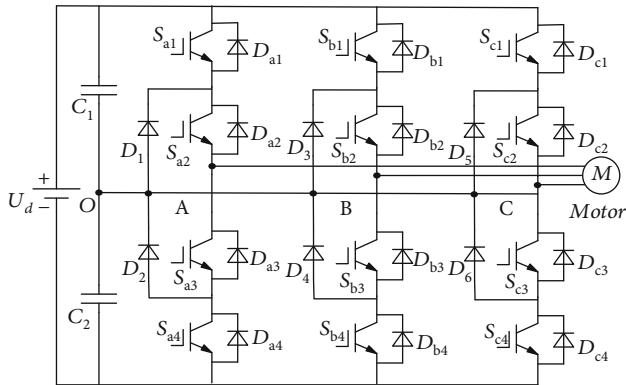 S_a1 D_a1 S_b1 D_b1 S_c1 D_c1
C_1
D_1 S_a2 D_a2 D_3 S_b2 D_b2 D_5 S_c2 D_c2
+ U_d − O A B C M
Motor
D_2 S_a3 D_a3 D_4 S_b3 D_b3 D_6 S_c3 D_c3
C_2
S_a4 D_a4 S_b4 D_b4 S_c4 D_c4